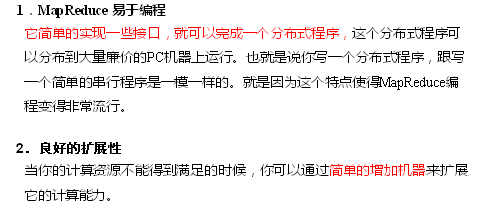 1．MapReduce 易于编程
它简单的实现一些接口，就可以完成一个分布式程序，这个分布式程序可
以分布到大量廉价的PC机器上运行。也就是说你写一个分布式程序，跟写
一个简单的串行程序是一模一样的。就是因为这个特点使得MapReduce编
程变得非常流行。
2．良好的扩展性
当你的计算资源不能得到满足的时候，你可以通过简单的增加机器来扩展
它的计算能力。